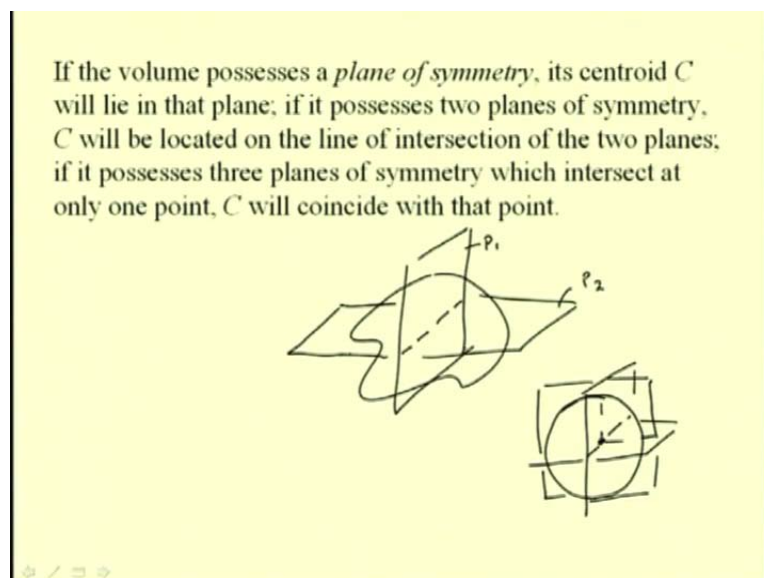 If the volume possesses a plane of symmetry, its centroid C
will lie in that plane; if it possesses two planes of symmetry,
C will be located on the line of intersection of the two planes;
if it possesses three planes of symmetry which intersect at
only one point, C will coincide with that point.
P₁
P₂